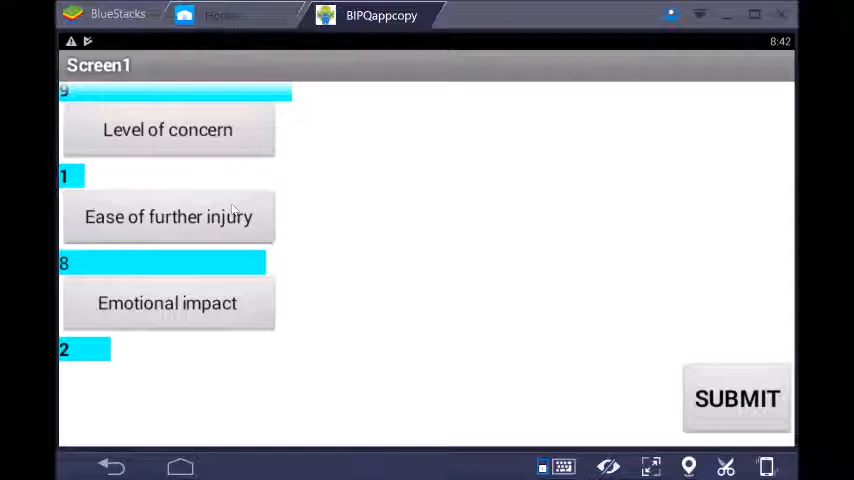 BlueStacks
Home
BIPQappcopy
8:42
Screen1
9
Level of concern
1
Ease of further injury
8
Emotional impact
2
SUBMIT